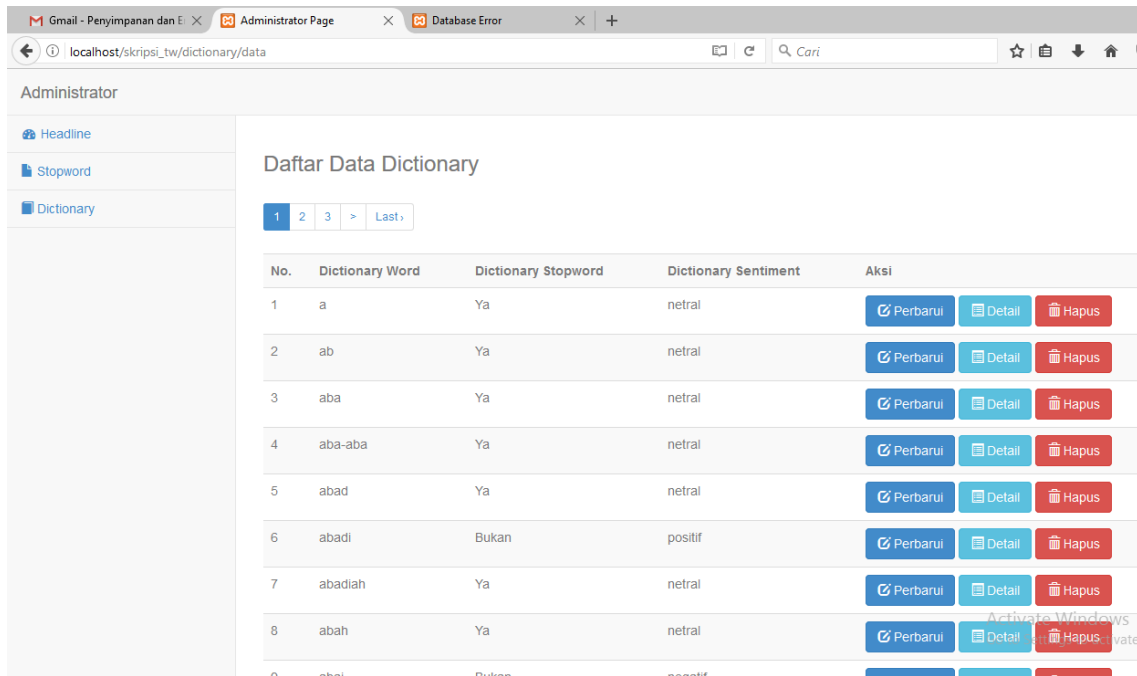 Gmail - Penyimpanan dan E
Administrator Page
Database Error
localhost/skripsi_tw/dictionary/data
Cari
Administrator
Headline
Stopword
Dictionary
Daftar Data Dictionary
1 2 3 > Last ›
No. Dictionary Word Dictionary Stopword Dictionary Sentiment Aksi
1 a Ya netral Perbarui Detail Hapus
2 ab Ya netral Perbarui Detail Hapus
3 aba Ya netral Perbarui Detail Hapus
4 aba-aba Ya netral Perbarui Detail Hapus
5 abad Ya netral Perbarui Detail Hapus
6 abadi Bukan positif Perbarui Detail Hapus
7 abadiah Ya netral Perbarui Detail Hapus
8 abah Ya netral Perbarui Detail Hapus
Activate Windows